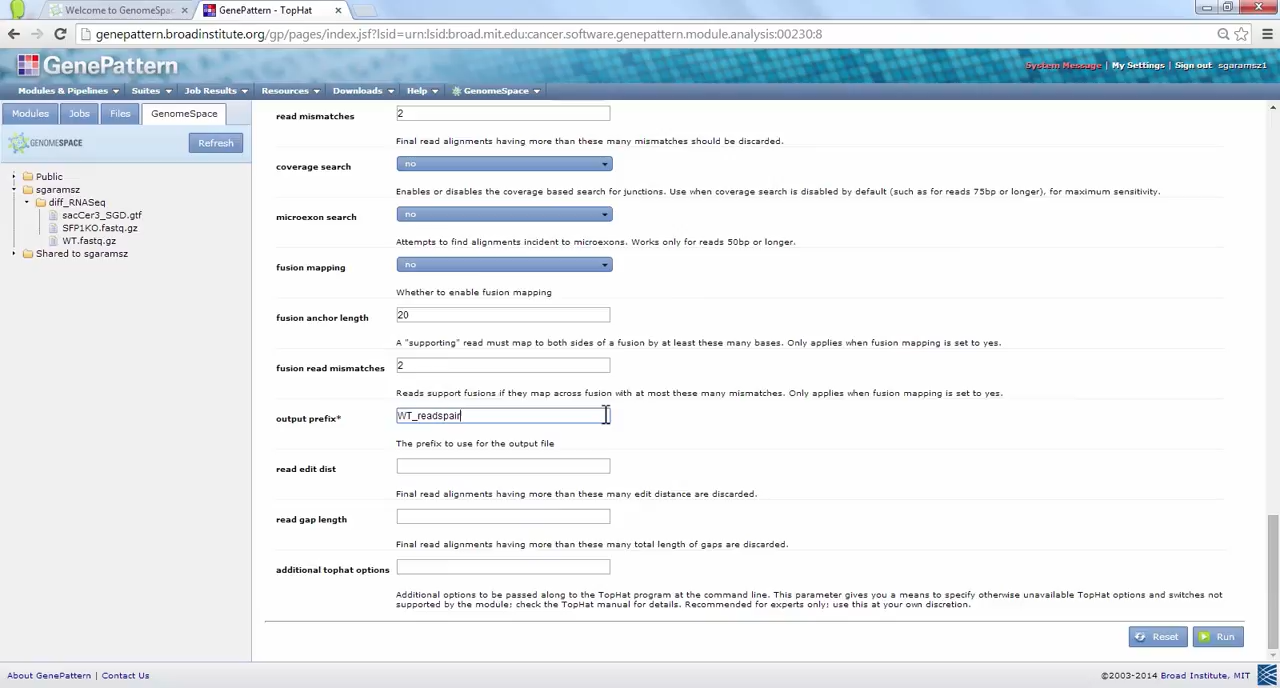 Welcome to GenomeSpac
GenePattern - TopHat
genepattern.broadinstitute.org/gp/pages/index.jsf?lsid=urn:lsid:broad.mit.edu:cancer.software.genepattern.module.analysis:00230:8
GenePattern
System Message | My Settings | Sign out sgaramsz1
Modules & Pipelines Suites Job Results Resources Downloads Help GenomeSpace
Modules Jobs Files GenomeSpace
GENOMESPACE Refresh
Public
sgaramsz
diff_RNASeq
sacCer3_SGD.gtf
SFP1KO.fastq.gz
WT.fastq.gz
Shared to sgaramsz
read mismatches 2
Final read alignments having more than these many mismatches should be discarded.
coverage search no
Enables or disables the coverage based search for junctions. Use when coverage search is disabled by default (such as for reads 75bp or longer), for maximum sensitivity.
microexon search no
Attempts to find alignments incident to microexons. Works only for reads 50bp or longer.
fusion mapping no
Whether to enable fusion mapping
fusion anchor length 20
A "supporting" read must map to both sides of a fusion by at least these many bases. Only applies when fusion mapping is set to yes.
fusion read mismatches 2
Reads support fusions if they map across fusion with at most these many mismatches. Only applies when fusion mapping is set to yes.
output prefix* WT_readspair
The prefix to use for the output file
read edit dist
Final read alignments having more than these many edit distance are discarded.
read gap length
Final read alignments having more than these many total length of gaps are discarded.
additional tophat options
Additional options to be passed along to the TopHat program at the command line. This parameter gives you a means to specify otherwise unavailable TopHat options and switches not
supported by the module; check the TopHat manual for details. Recommended for experts only; use this at your own discretion.
Reset Run
About GenePattern | Contact Us
©2003-2014 Broad Institute, MIT